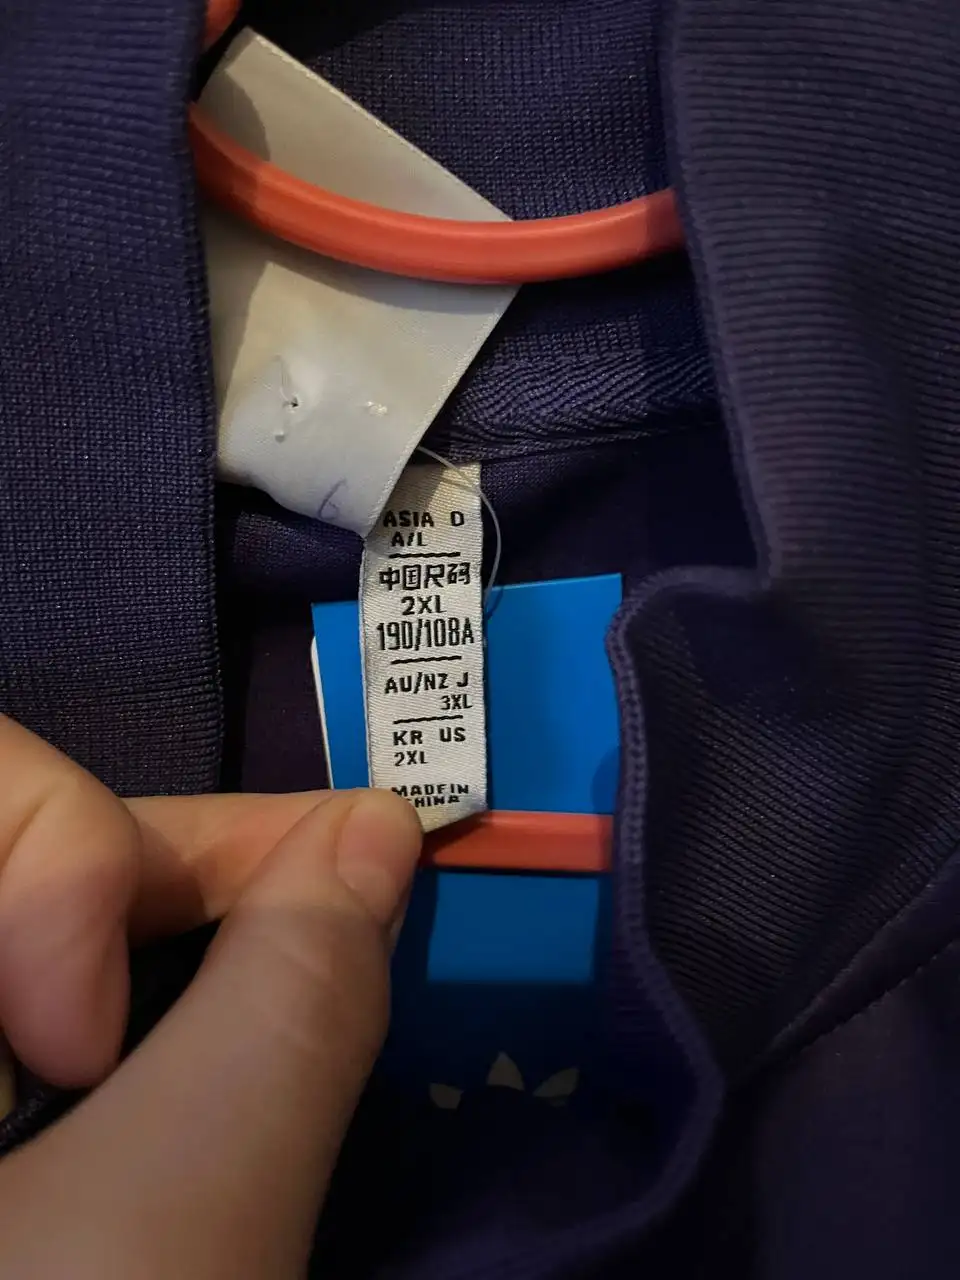 ASIA D
A/L
中国尺码
2XL
190/108A
AU/NZ J
3XL
KR US
2XL
MADE IN
CHINA